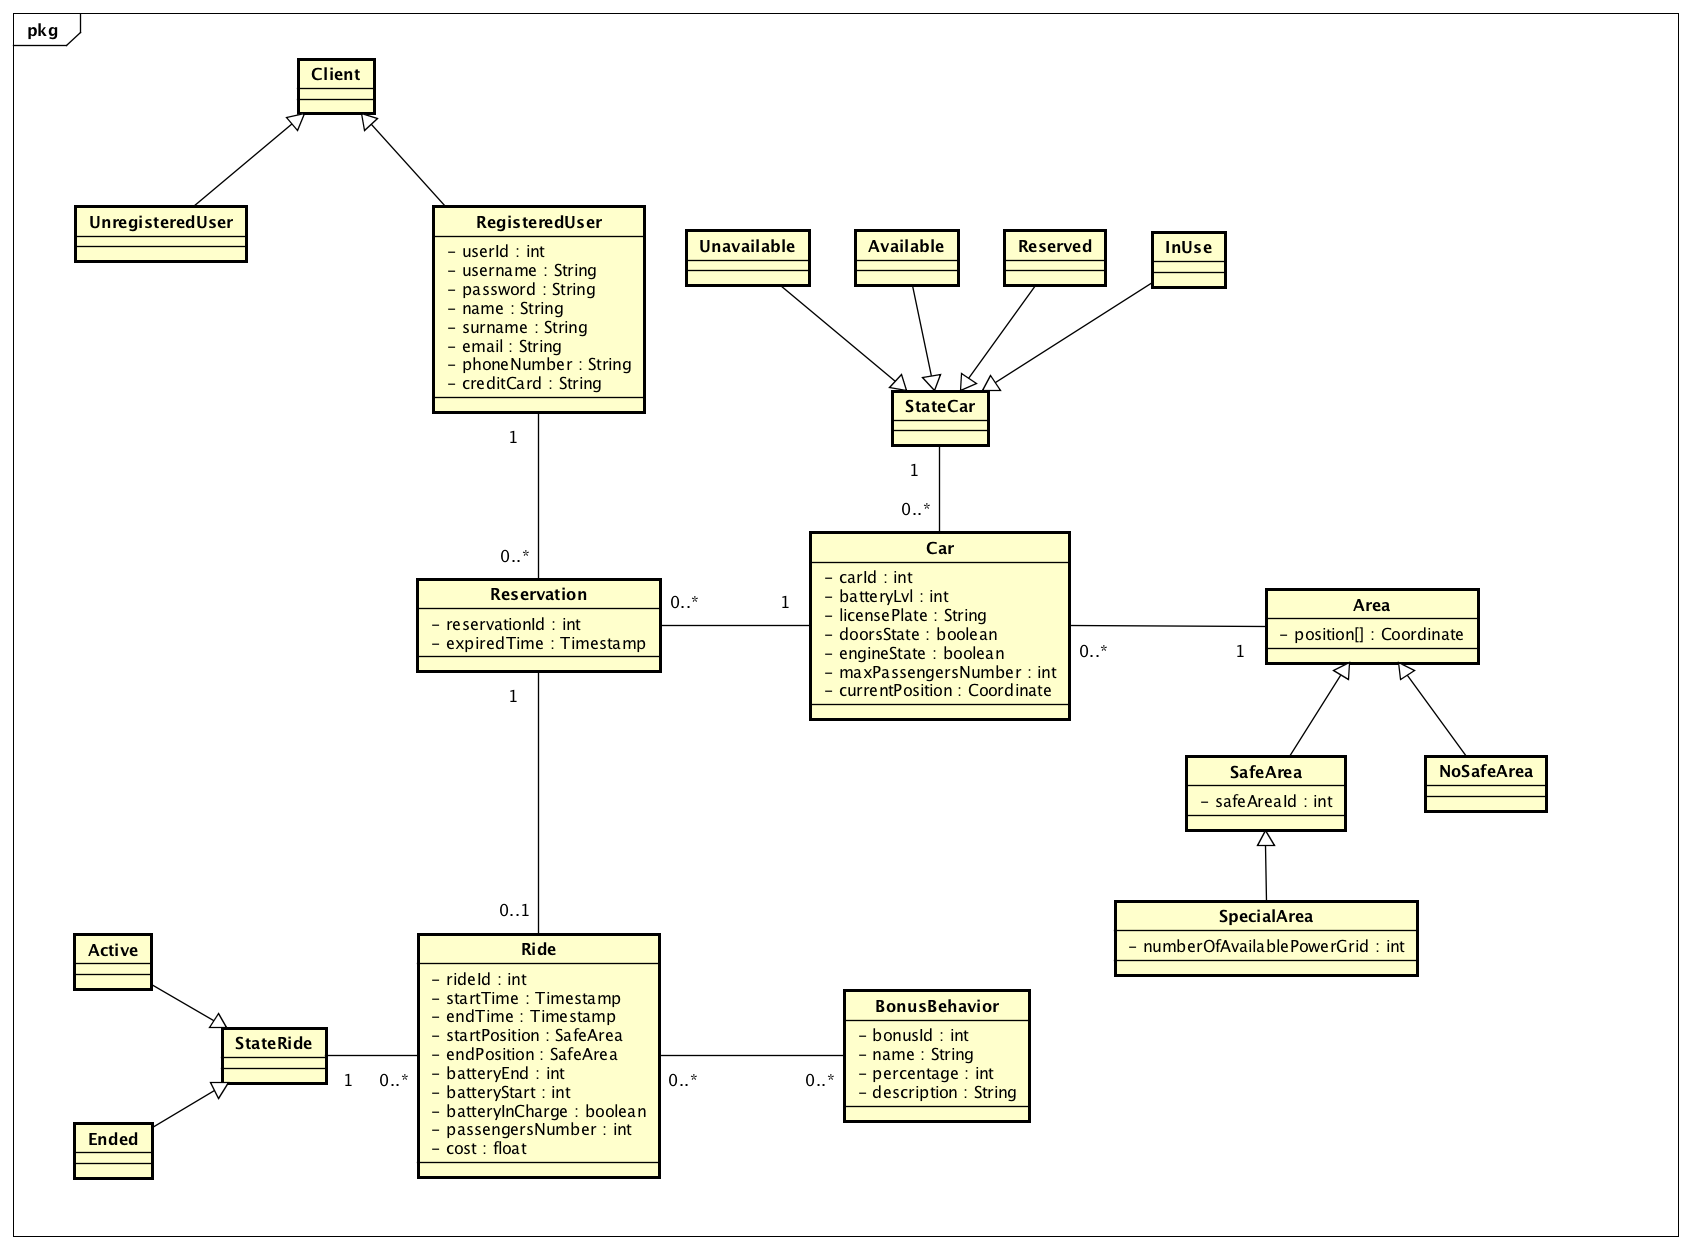 pkg
Client
UnregisteredUser
RegisteredUser
- userId : int
- username : String
- password : String
- name : String
- surname : String
- email : String
- phoneNumber : String
- creditCard : String
Unavailable
Available
Reserved
InUse
StateCar
1
0..*
1
0..*
Reservation
- reservationId : int
- expiredTime : Timestamp
0..*
1
Car
- carId : int
- batteryLvl : int
- licensePlate : String
- doorsState : boolean
- engineState : boolean
- maxPassengersNumber : int
- currentPosition : Coordinate
0..*
1
Area
- position[] : Coordinate
SafeArea
- safeAreaId : int
NoSafeArea
SpecialArea
- numberOfAvailablePowerGrid : int
1
0..1
Active
StateRide
Ended
1
0..*
Ride
- rideId : int
- startTime : Timestamp
- endTime : Timestamp
- startPosition : SafeArea
- endPosition : SafeArea
- batteryEnd : int
- batteryStart : int
- batteryInCharge : boolean
- passengersNumber : int
- cost : float
0..*
0..*
BonusBehavior
- bonusId : int
- name : String
- percentage : int
- description : String